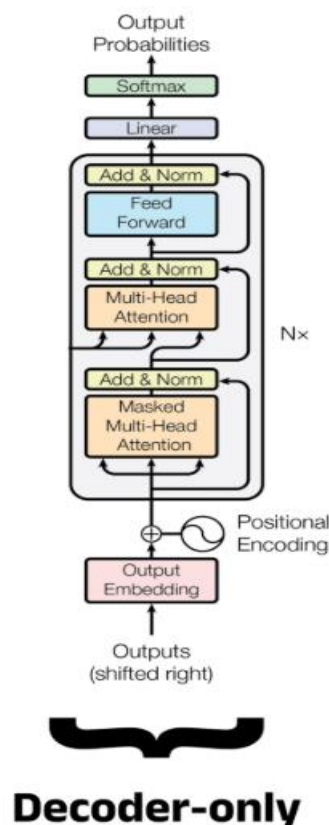 Output
Probabilities
Softmax
Linear
Add & Norm
Feed
Forward
Add & Norm
Multi-Head
Attention
N×
Add & Norm
Masked
Multi-Head
Attention
Positional
Encoding
Output
Embedding
Outputs
(shifted right)
Decoder-only